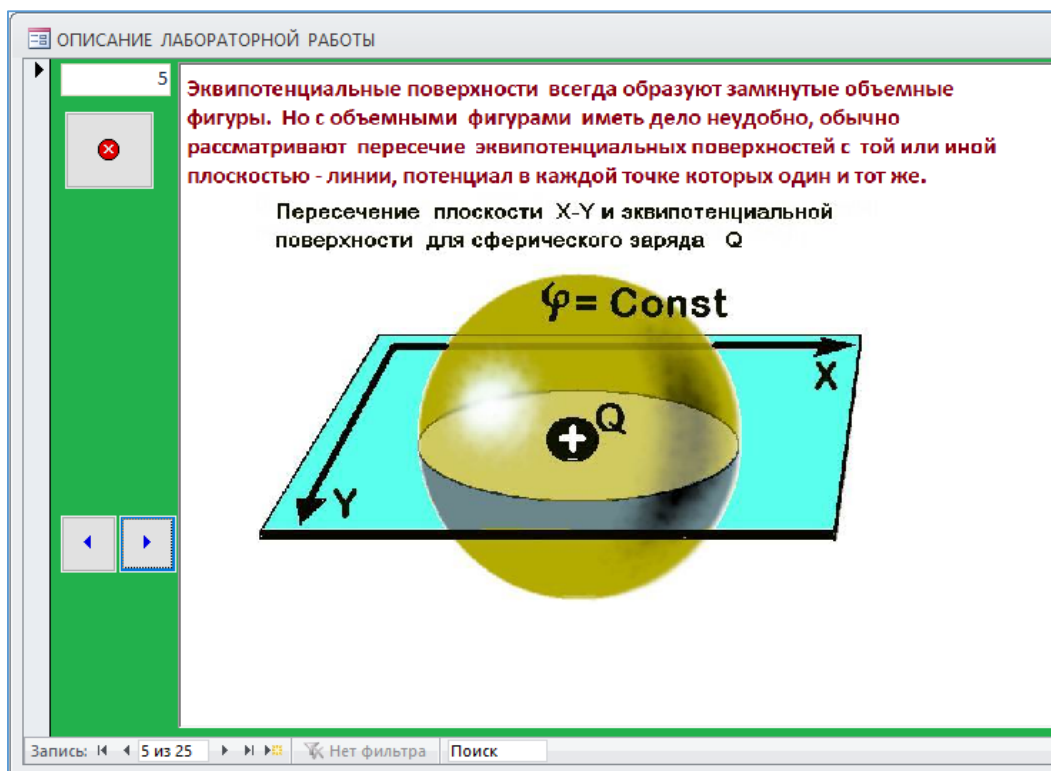 ОПИСАНИЕ ЛАБОРАТОРНОЙ РАБОТЫ
5
Эквипотенциальные поверхности всегда образуют замкнутые объемные
фигуры. Но с объемными фигурами иметь дело неудобно, обычно
рассматривают пересечие эквипотенциальных поверхностей с той или иной
плоскостью - линии, потенциал в каждой точке которых один и тот же.
Пересечение плоскости X-Y и эквипотенциальной
поверхности для сферического заряда Q
φ= Const
X
Q
Y
Запись: 5 из 25 Нет фильтра Поиск